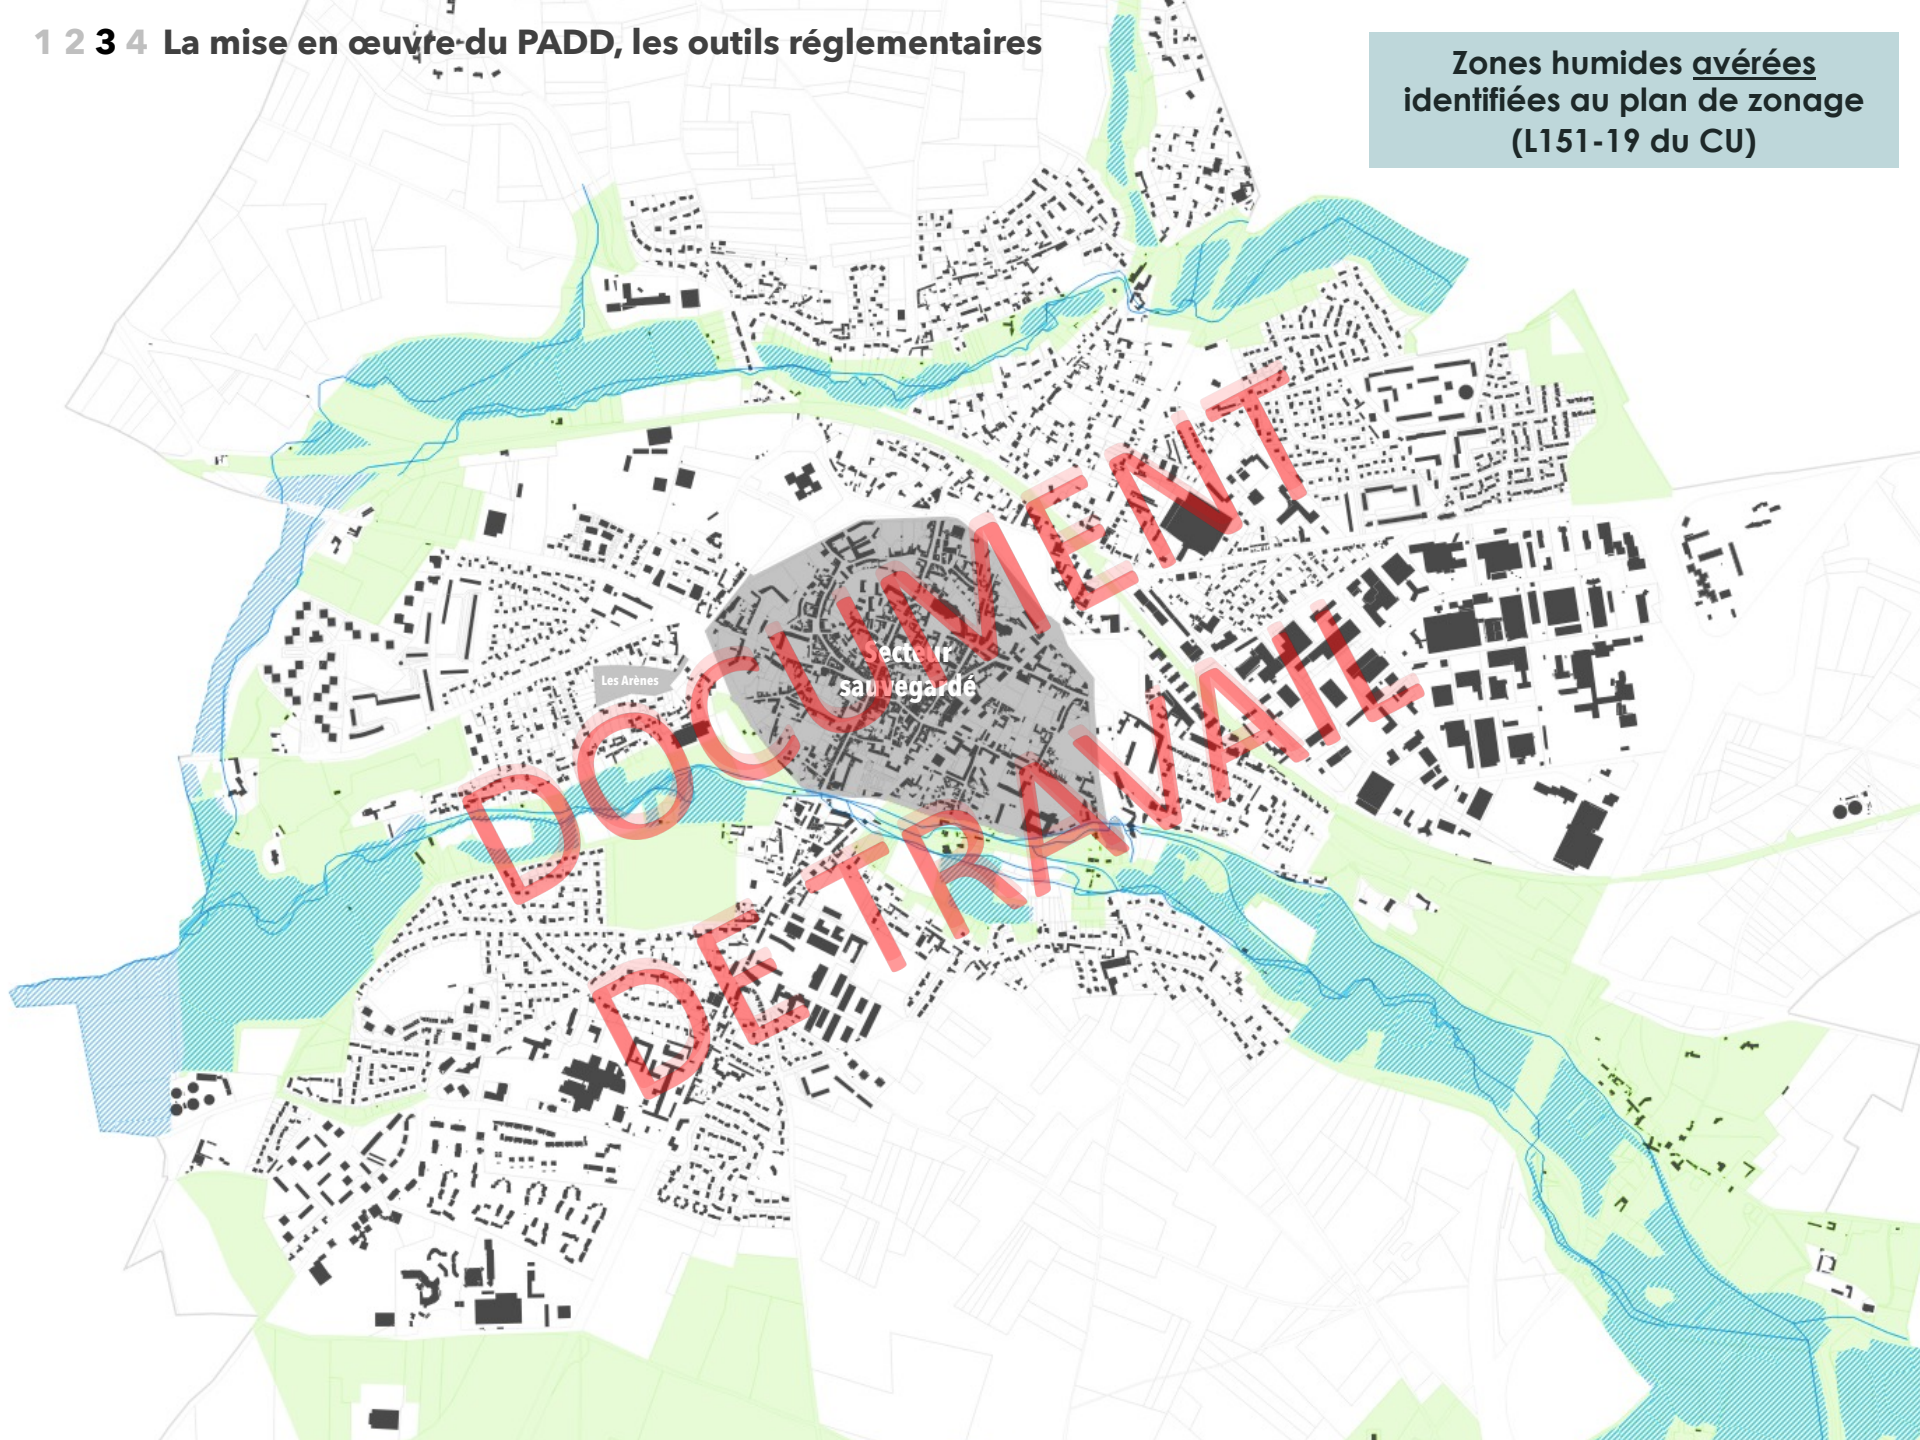 1 2 3 4 La mise en œuvre du PADD, les outils réglementaires
Zones humides avérées
identifiées au plan de zonage
(L151-19 du CU)
Secteur
sauvegardé
Les Arènes
DOCUMENT
DE TRAVAIL